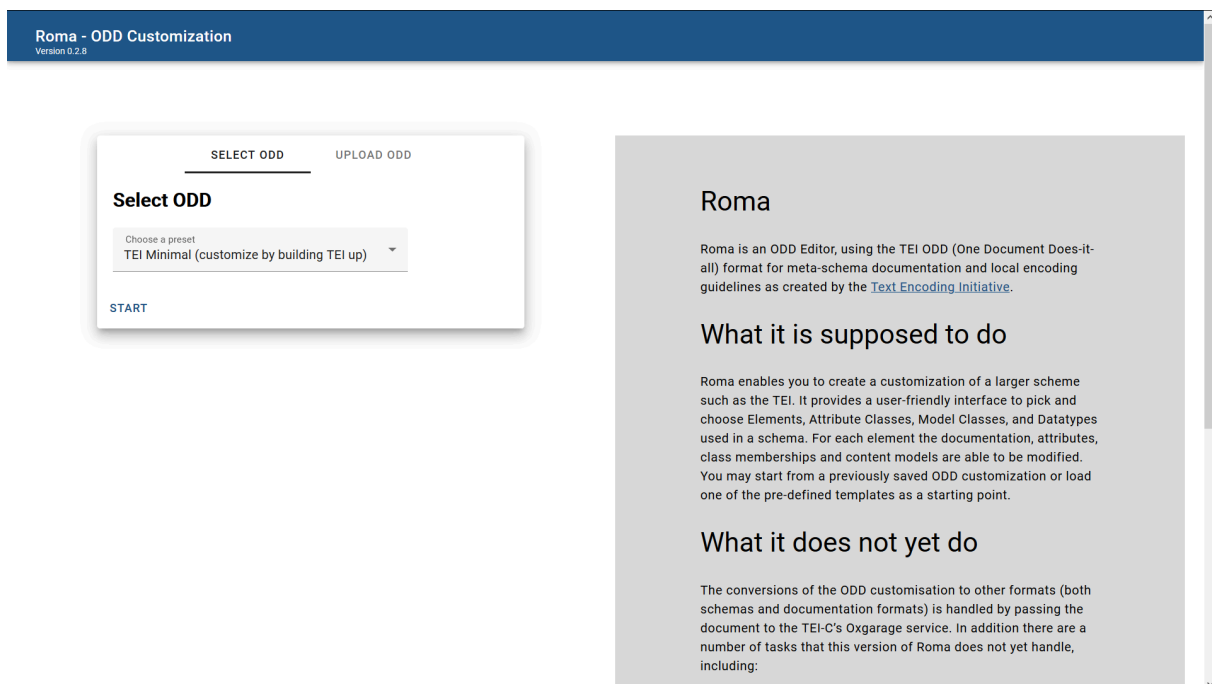 Roma - ODD Customization
Version 0.2.8
SELECT ODD
UPLOAD ODD
Select ODD
Choose a preset
TEI Minimal (customize by building TEI up)
START
Roma
Roma is an ODD Editor, using the TEI ODD (One Document Does-it-
all) format for meta-schema documentation and local encoding
guidelines as created by the Text Encoding Initiative.
What it is supposed to do
Roma enables you to create a customization of a larger scheme
such as the TEI. It provides a user-friendly interface to pick and
choose Elements, Attribute Classes, Model Classes, and Datatypes
used in a schema. For each element the documentation, attributes,
class memberships and content models are able to be modified.
You may start from a previously saved ODD customization or load
one of the pre-defined templates as a starting point.
What it does not yet do
The conversions of the ODD customisation to other formats (both
schemas and documentation formats) is handled by passing the
document to the TEI-C’s Oxgarage service. In addition there are a
number of tasks that this version of Roma does not yet handle,
including: